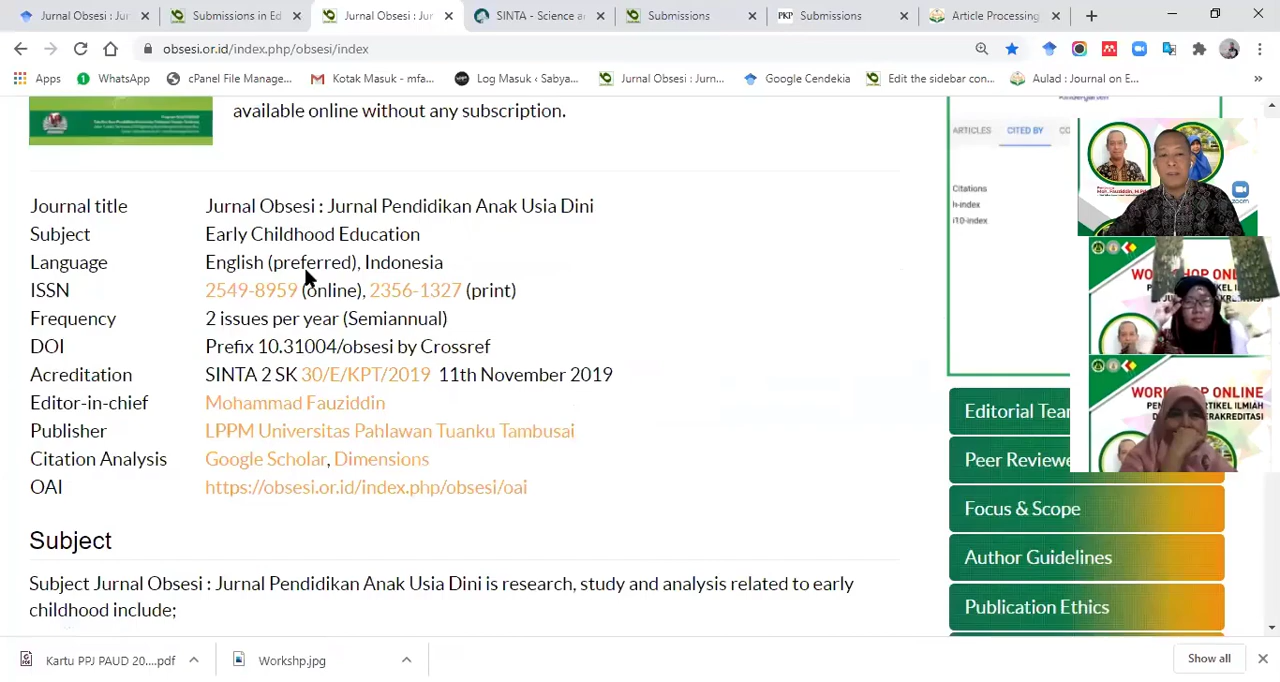 Jurnal Obsesi : Jur
Submissions in Ed
Jurnal Obsesi : Jur
SINTA - Science a
Submissions
PKP Submissions
Article Processing
obsesi.or.id/index.php/obsesi/index
Apps
WhatsApp
cPanel File Manage...
Kotak Masuk - mfa...
Log Masuk ‹ Sabya...
Jurnal Obsesi : Jurn...
Google Cendekia
Edit the sidebar con...
Aulad : Journal on E...
available online without any subscription.
ARTICLES CITED BY CO
Citations
h-index
i10-index
Journal title Jurnal Obsesi : Jurnal Pendidikan Anak Usia Dini
Subject Early Childhood Education
Language English (preferred), Indonesia
ISSN 2549-8959 (online), 2356-1327 (print)
Frequency 2 issues per year (Semiannual)
DOI Prefix 10.31004/obsesi by Crossref
Acreditation SINTA 2 SK 30/E/KPT/2019 11th November 2019
Editor-in-chief Mohammad Fauziddin
Publisher LPPM Universitas Pahlawan Tuanku Tambusai
Citation Analysis Google Scholar, Dimensions
OAI https://obsesi.or.id/index.php/obsesi/oai
Subject
Subject Jurnal Obsesi : Jurnal Pendidikan Anak Usia Dini is research, study and analysis related to early
childhood include;
Editorial Tea
Peer Reviewe
Focus & Scope
Author Guidelines
Publication Ethics
zoom
WORKSHOP ONLINE
Kartu PPJ PAUD 20....pdf
Workshp.jpg
Show all